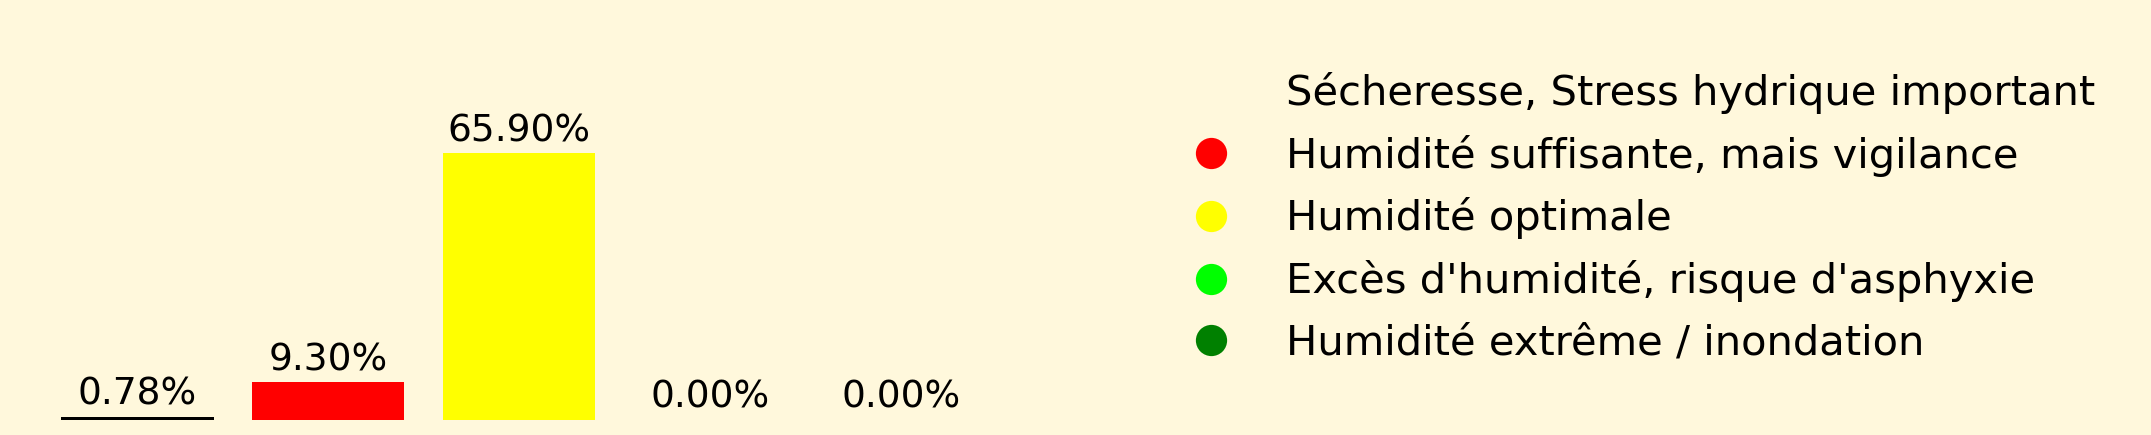 65.90%
9.30%
0.78%
0.00%
0.00%
Sécheresse, Stress hydrique important
Humidité suffisante, mais vigilance
Humidité optimale
Excès d'humidité, risque d'asphyxie
Humidité extrême / inondation